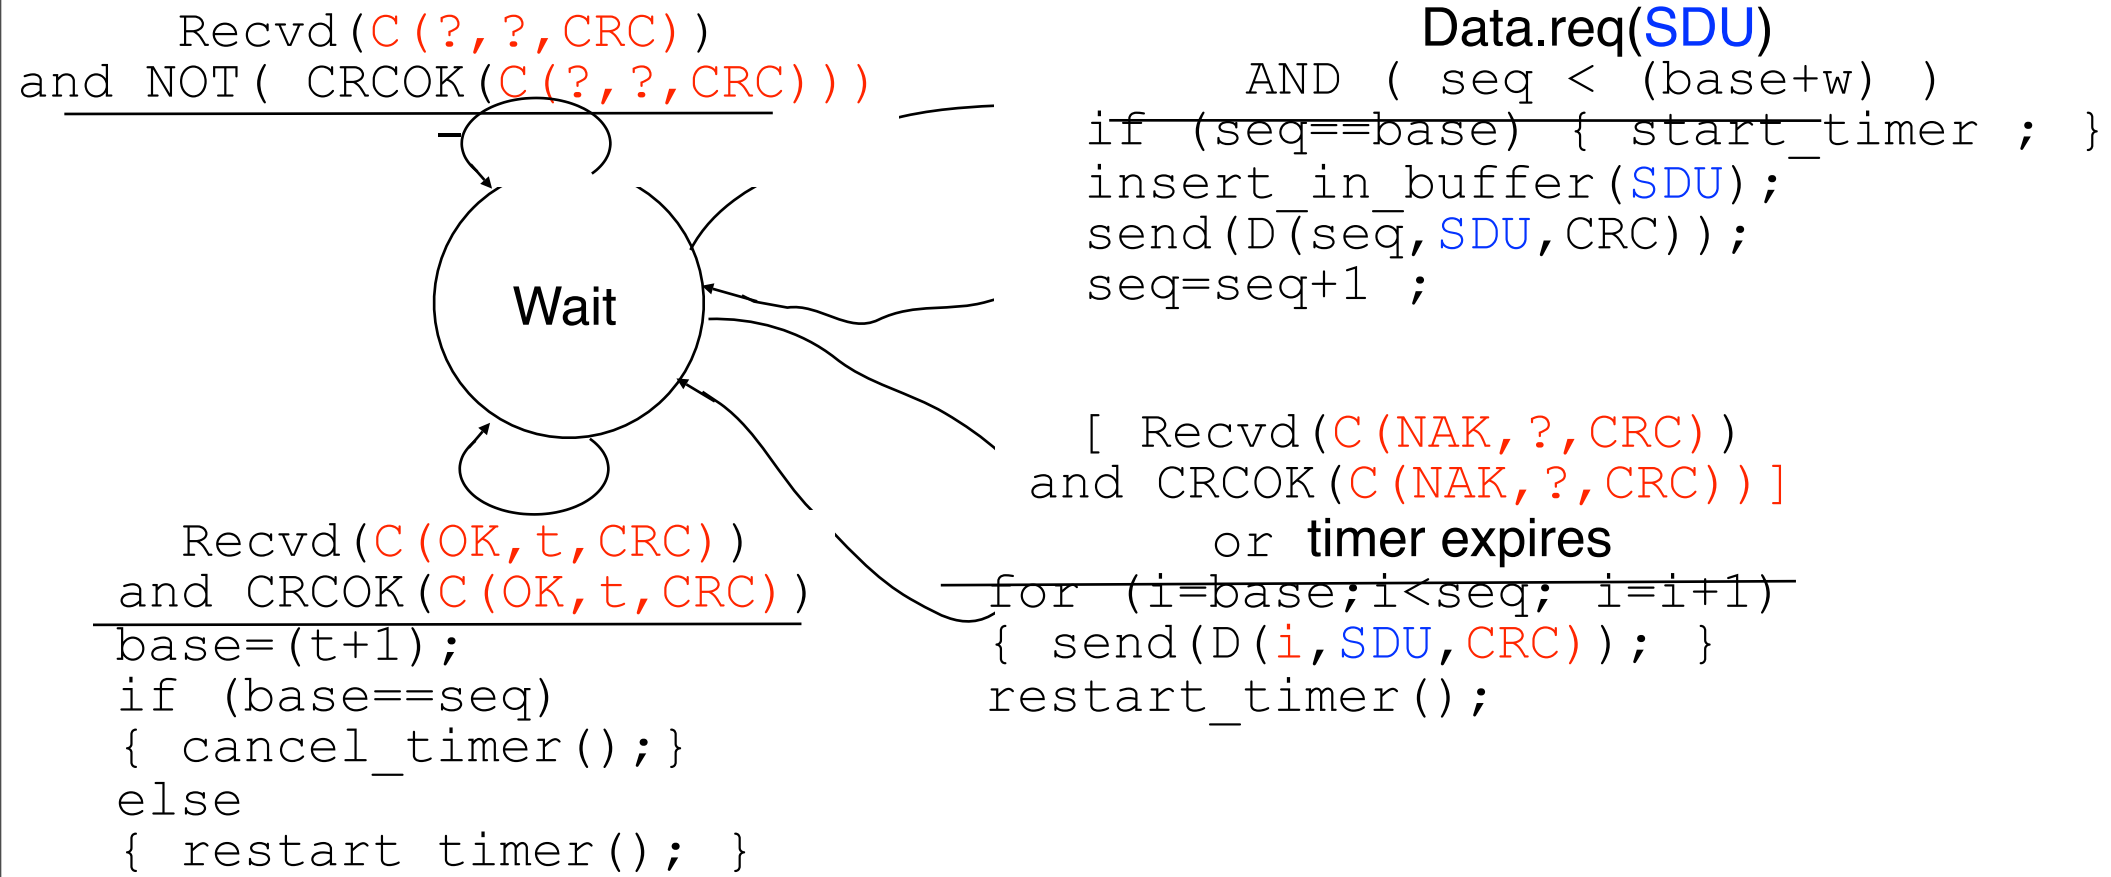 Recvd(C(?,?,CRC))
and NOT( CRCOK(C(?,?,CRC)))
-
Data.req(SDU)
AND ( seq < (base+w) )
if (seq==base) { start_timer ; }
insert_in_buffer(SDU);
send(D(seq,SDU,CRC));
seq=seq+1 ;
Wait
[ Recvd(C(NAK,?,CRC))
and CRCOK(C(NAK,?,CRC))]
or timer expires
for (i=base;i<seq; i=i+1)
{ send(D(i,SDU,CRC)); }
restart_timer();
Recvd(C(OK,t,CRC))
and CRCOK(C(OK,t,CRC))
base=(t+1);
if (base==seq)
{ cancel_timer();}
else
{ restart timer(); }